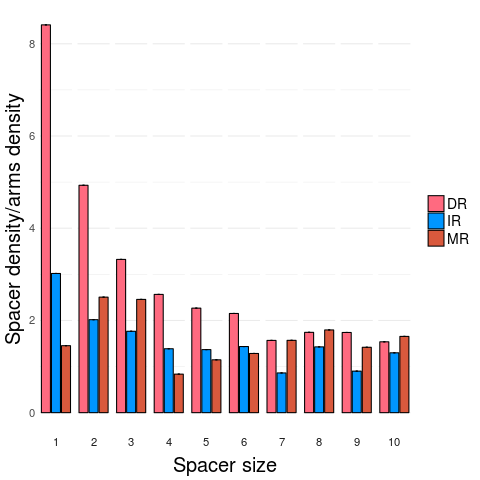 Spacer density/arms density
8
6
4
2
0
1 2 3 4 5 6 7 8 9 10
Spacer size
DR
IR
MR